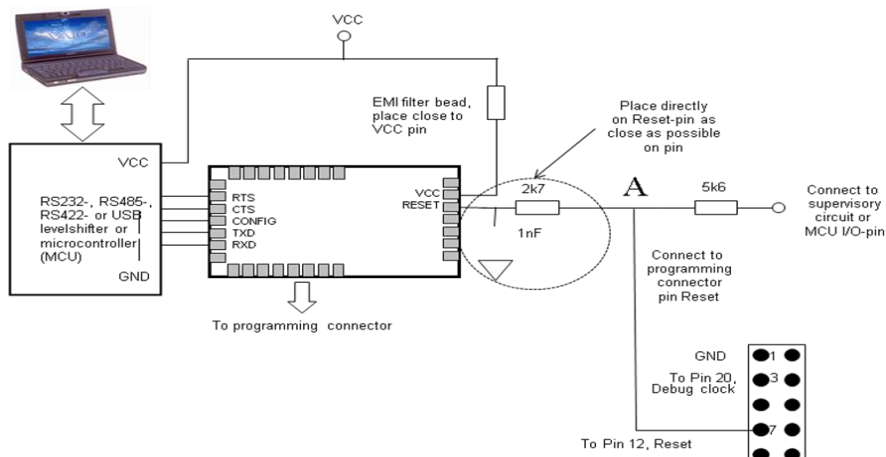 VCC
EMI filter bead,
place close to
VCC pin
Place directly
on Reset-pin as
close as possible
on pin
VCC
RS232-, RS485-,
RS422- or USB
levelshifter or
microcontroller
(MCU)
GND
RTS
CTS
CONFIG
TXD
RXD
VCC
RESET
2k7
1nF
A
5k6
Connect to
supervisory
circuit or
MCU I/O-pin
Connect to
programming
connector
pin Reset
To programming connector
GND
1
To Pin 20,
Debug clock
3
7
To Pin 12, Reset